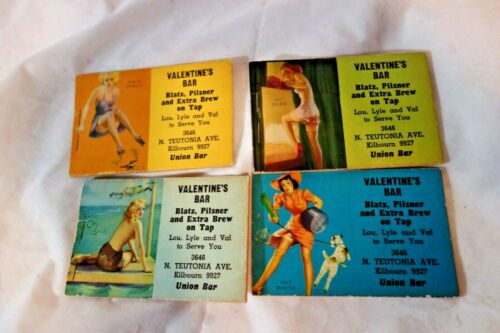 VALENTINE'S
BAR
Blatz, Pilsner
and Extra Brew
on Tap
Lou, Lyle and Val
to Serve You
3646
N. TEUTONIA AVE.
Kilbourn 9927
Union Bar
VALENTINE'S
BAR
Blatz, Pilsner
and Extra Brew
on Tap
Lou, Lyle and Val
to Serve You
3646
N. TEUTONIA AVE.
Kilbourn 9927
Union Bar
VALENTINE'S
BAR
Blatz, Pilsner
and Extra Brew
on Tap
Lou, Lyle and Val
to Serve You
3646
N. TEUTONIA AVE.
Kilbourn 9927
Union Bar
VALENTINE'S
BAR
Blatz, Pilsner
and Extra Brew
on Tap
Lou, Lyle and Val
to Serve You
3646
N. TEUTONIA AVE.
Kilbourn 9927
Union Bar